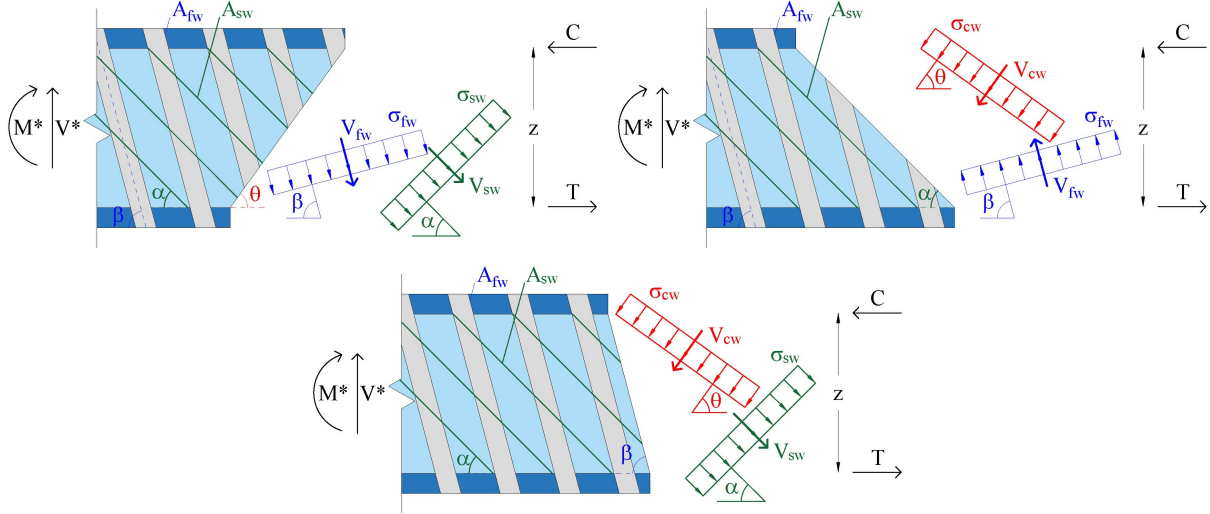 A_fw A_sw
M* V*
α β θ
V_fw σ_fw
β
σ_sw
V_sw
α
C
z
T
A_fw A_sw
M* V*
α β
σ_cw
V_cw
θ
σ_fw
V_fw
β
C
z
T
A_fw A_sw
M* V*
α β
σ_cw
V_cw
θ
σ_sw
V_sw
α
C
z
T